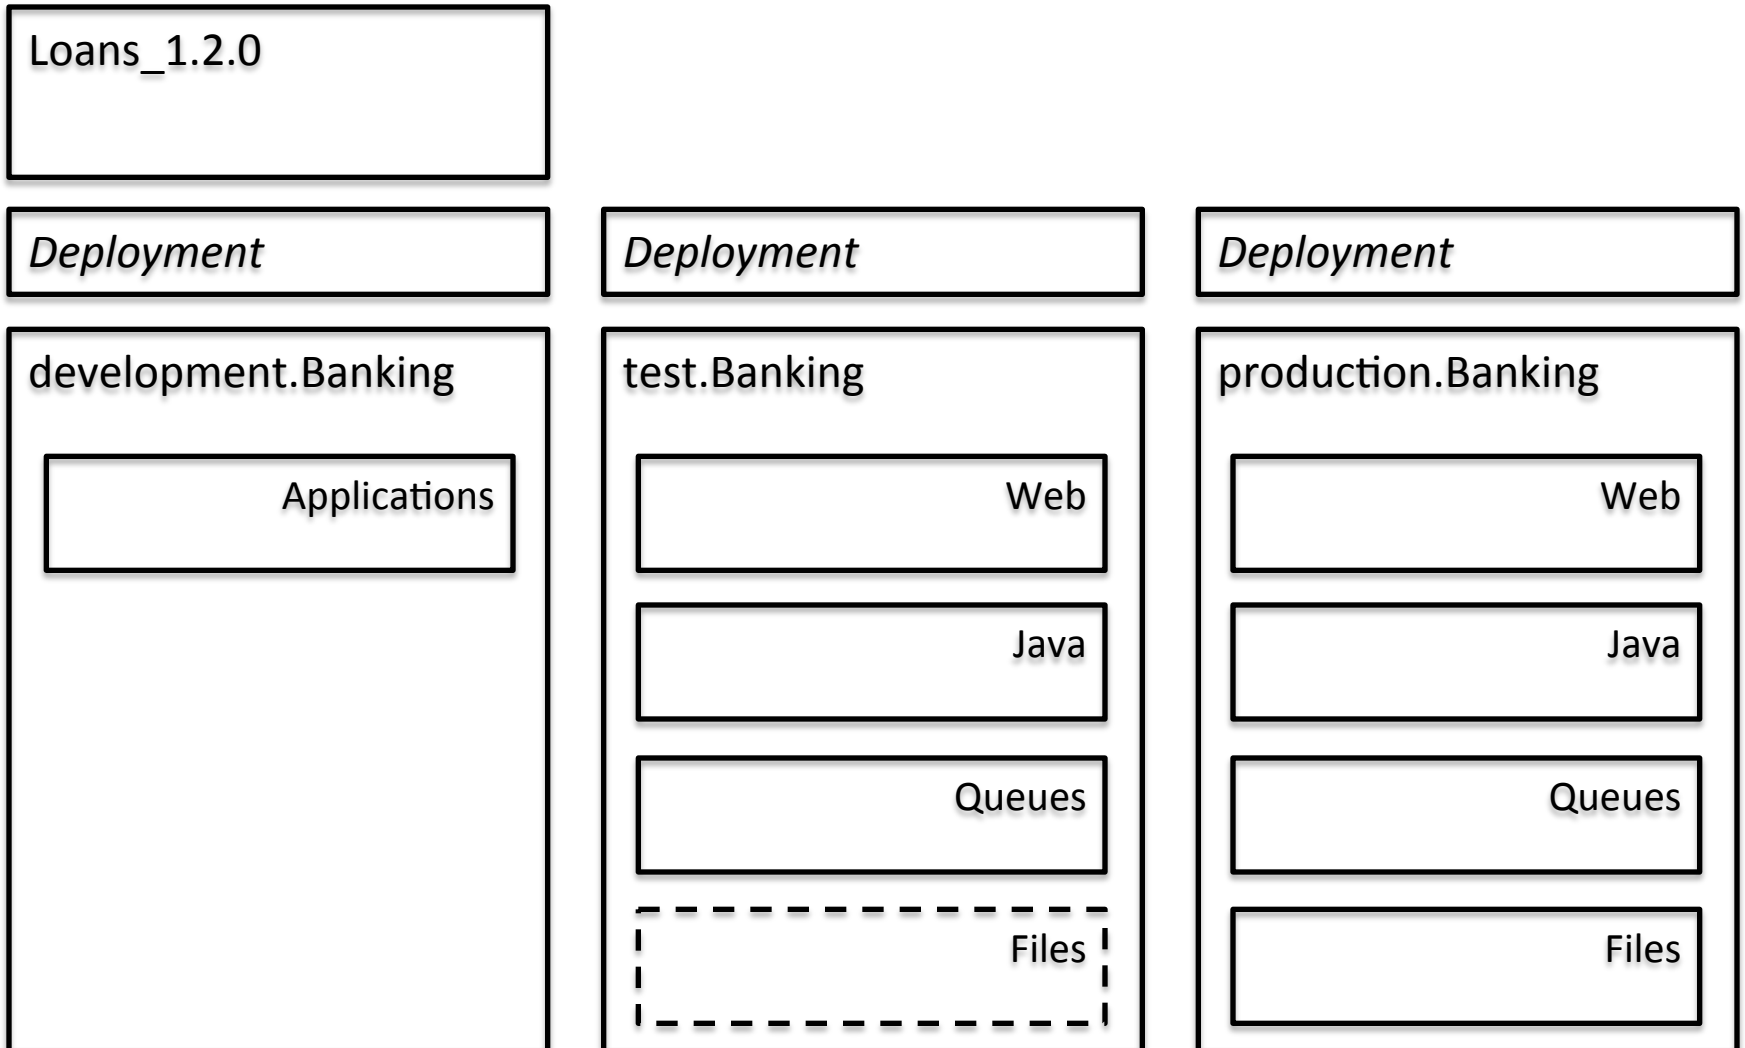 Loans_1.2.0
Deployment
Deployment
Deployment
development.Banking
Applications
test.Banking
Web
Java
Queues
Files
production.Banking
Web
Java
Queues
Files